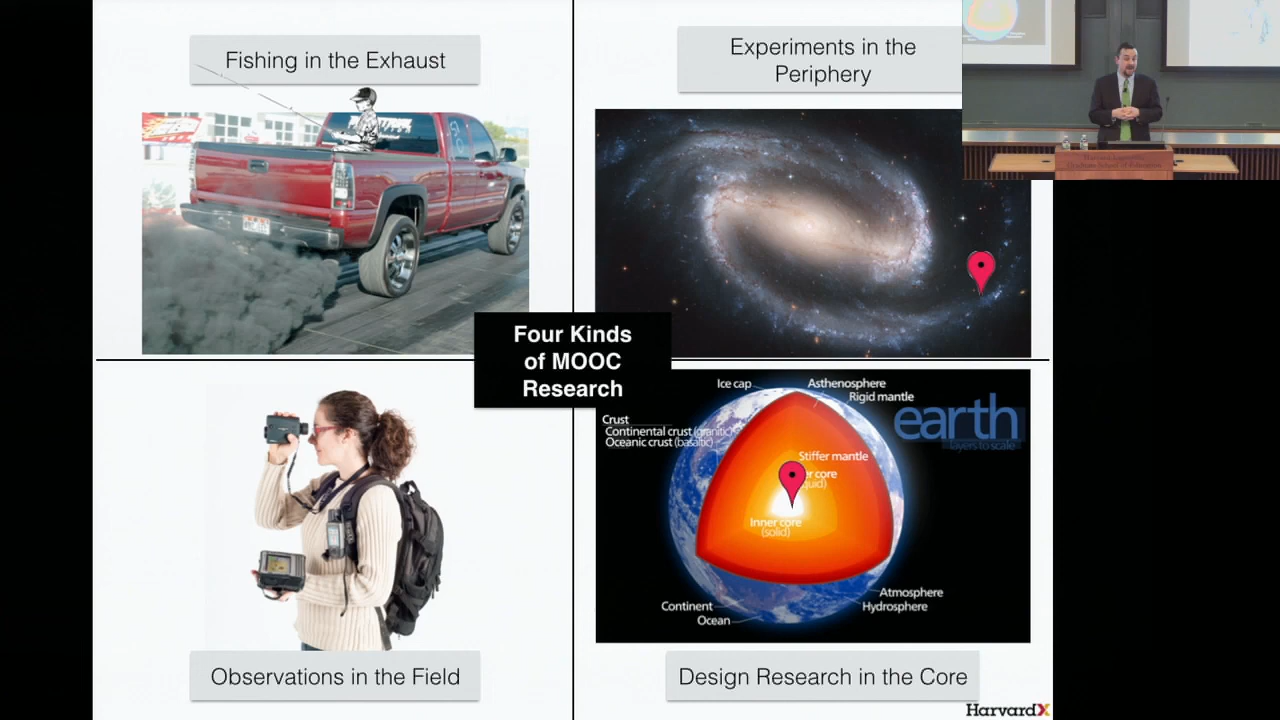 Fishing in the Exhaust
Experiments in the
Periphery
Four Kinds
of MOOC
Research
Ice cap
Asthenosphere
Rigid mantle
Crust
Continental crust (granitic)
Oceanic crust (basaltic)
earth
layers to scale
Stiffer mantle
er core
quid)
Inner core
(solid)
Atmosphere
Hydrosphere
Continent
Ocean
Observations in the Field
Design Research in the Core
HarvardX